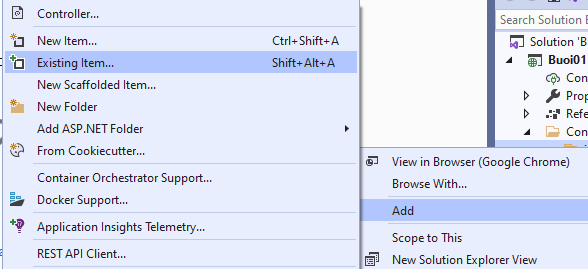 Controller...
New Item... Ctrl+Shift+A
Existing Item... Shift+Alt+A
New Scaffolded Item...
New Folder
Add ASP.NET Folder
From Cookiecutter...
Container Orchestrator Support...
Docker Support...
Application Insights Telemetry...
REST API Client...
View in Browser (Google Chrome)
Browse With...
Add
Scope to This
New Solution Explorer View
Search Solution E
Solution 'B
Buoi01
Con
Prop
Refe
Con